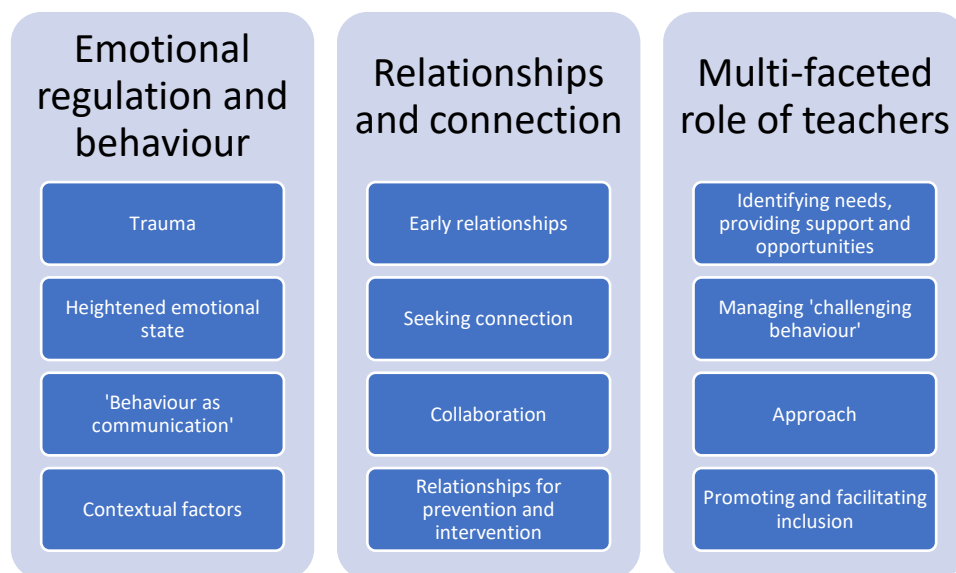 Emotional
regulation and
behaviour
Trauma
Heightened emotional
state
'Behaviour as
communication'
Contextual factors
Relationships
and connection
Early relationships
Seeking connection
Collaboration
Relationships for
prevention and
intervention
Multi-faceted
role of teachers
Identifying needs,
providing support and
opportunities
Managing 'challenging
behaviour'
Approach
Promoting and facilitating
inclusion